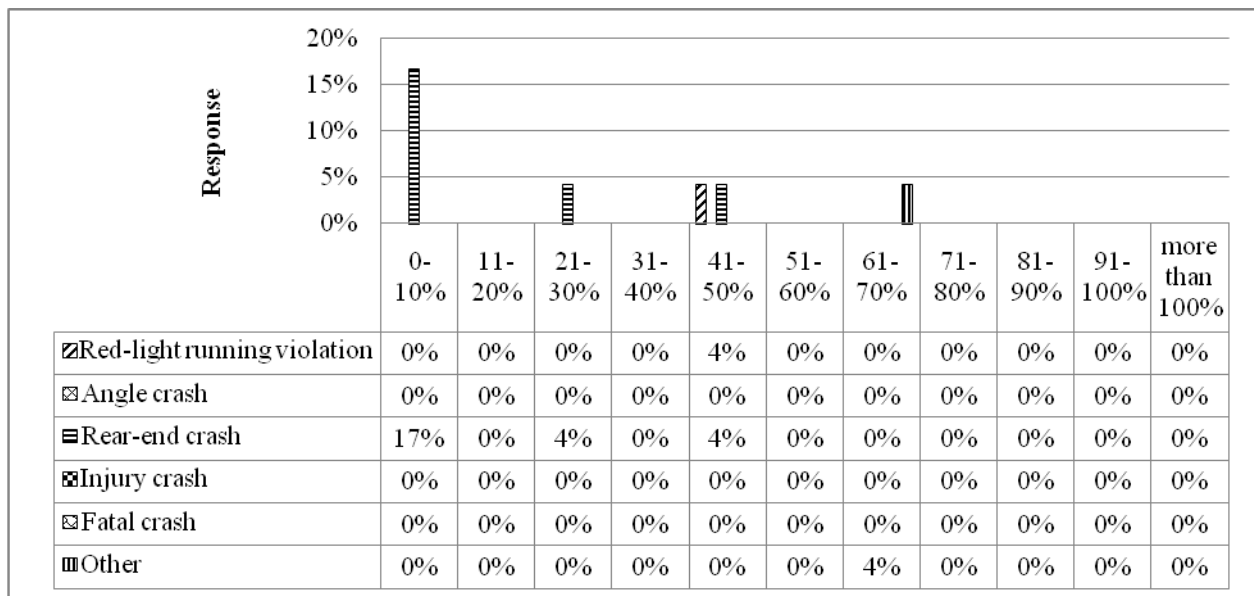 20%
15%
10%
5%
0%
Response
0-10% 11-20% 21-30% 31-40% 41-50% 51-60% 61-70% 71-80% 81-90% 91-100% more than 100%
Red-light running violation 0% 0% 0% 0% 4% 0% 0% 0% 0% 0% 0%
Angle crash 0% 0% 0% 0% 0% 0% 0% 0% 0% 0% 0%
Rear-end crash 17% 0% 4% 0% 4% 0% 0% 0% 0% 0% 0%
Injury crash 0% 0% 0% 0% 0% 0% 0% 0% 0% 0% 0%
Fatal crash 0% 0% 0% 0% 0% 0% 0% 0% 0% 0% 0%
Other 0% 0% 0% 0% 0% 0% 4% 0% 0% 0% 0%